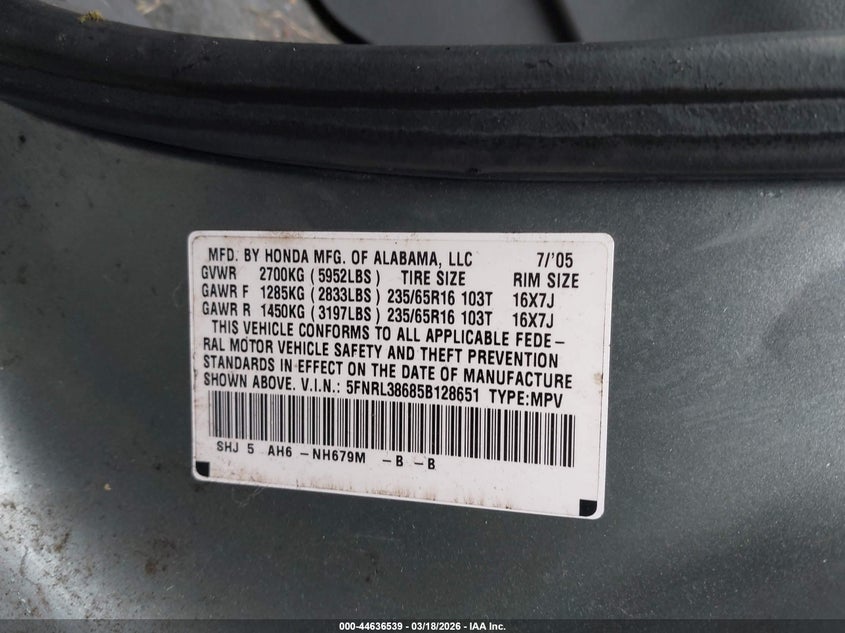 MFD. BY HONDA MFG. OF ALABAMA, LLC 7/'05
GVWR 2700KG (5952LBS) TIRE SIZE RIM SIZE
GAWR F 1285KG (2833LBS) 235/65R16 103T 16X7J
GAWR R 1450KG (3197LBS) 235/65R16 103T 16X7J
THIS VEHICLE CONFORMS TO ALL APPLICABLE FEDE-
RAL MOTOR VEHICLE SAFETY AND THEFT PREVENTION
STANDARDS IN EFFECT ON THE DATE OF MANUFACTURE
SHOWN ABOVE. V.I.N.: 5FNRL38685B128651 TYPE:MPV
SHJ 5 AH6 -NH679M -B -B
000-44636539 - 03/18/2026 - IAA Inc.